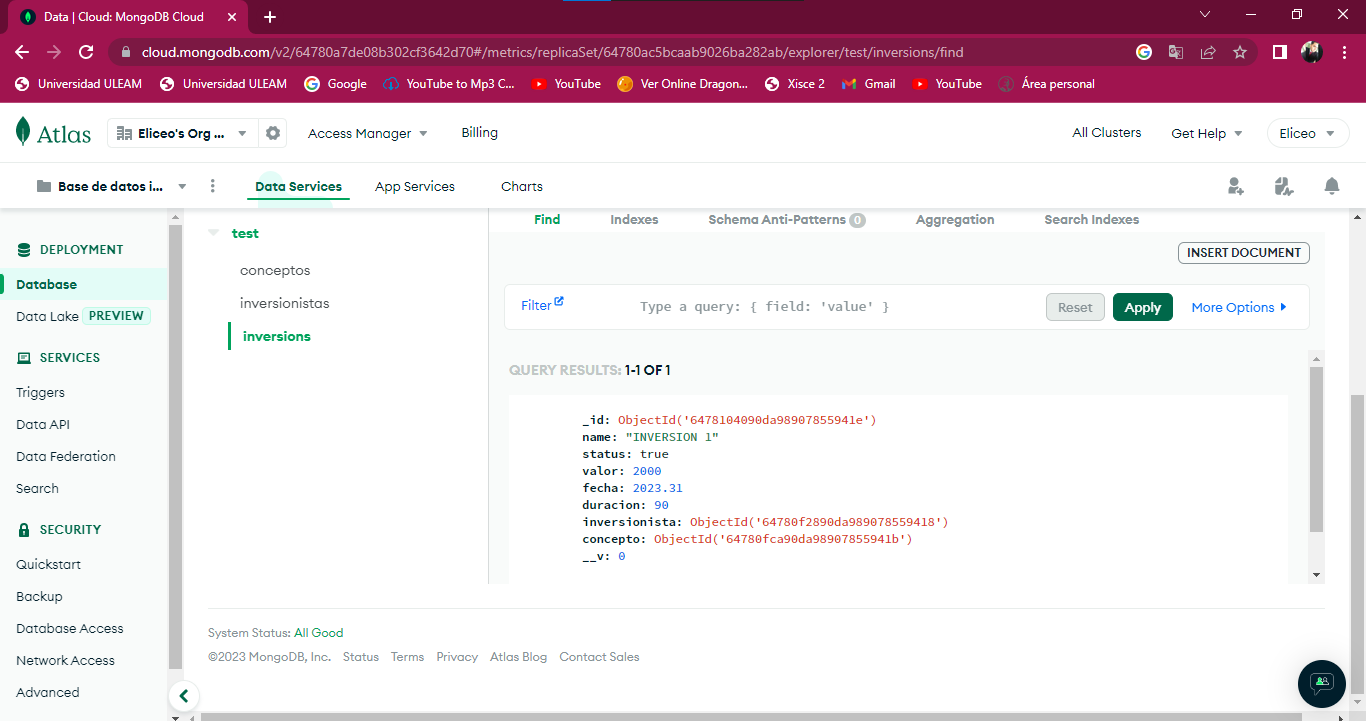 Data | Cloud: MongoDB Cloud
cloud.mongodb.com/v2/64780a7de08b302cf3642d70#/metrics/replicaSet/64780ac5bcaab9026ba282ab/explorer/test/inversions/find
Universidad ULEAM
Universidad ULEAM
Google
YouTube to Mp3 C...
YouTube
Ver Online Dragon...
Xisce 2
Gmail
YouTube
Área personal
Atlas
Eliceo's Org ...
Access Manager
Billing
All Clusters
Get Help
Eliceo
Base de datos i...
Data Services
App Services
Charts
DEPLOYMENT
Database
Data Lake PREVIEW
SERVICES
Triggers
Data API
Data Federation
Search
SECURITY
Quickstart
Backup
Database Access
Network Access
Advanced
test
conceptos
inversionistas
inversions
Find
Indexes
Schema Anti-Patterns 0
Aggregation
Search Indexes
INSERT DOCUMENT
Filter
Type a query: { field: 'value' }
Reset
Apply
More Options
QUERY RESULTS: 1-1 OF 1
_id: ObjectId('6478104090da98907855941e')
name: "INVERSION 1"
status: true
valor: 2000
fecha: 2023.31
duracion: 90
inversionista: ObjectId('64780f2890da989078559418')
concepto: ObjectId('64780fca90da98907855941b')
__v: 0
System Status: All Good
©2023 MongoDB, Inc.
Status
Terms
Privacy
Atlas Blog
Contact Sales